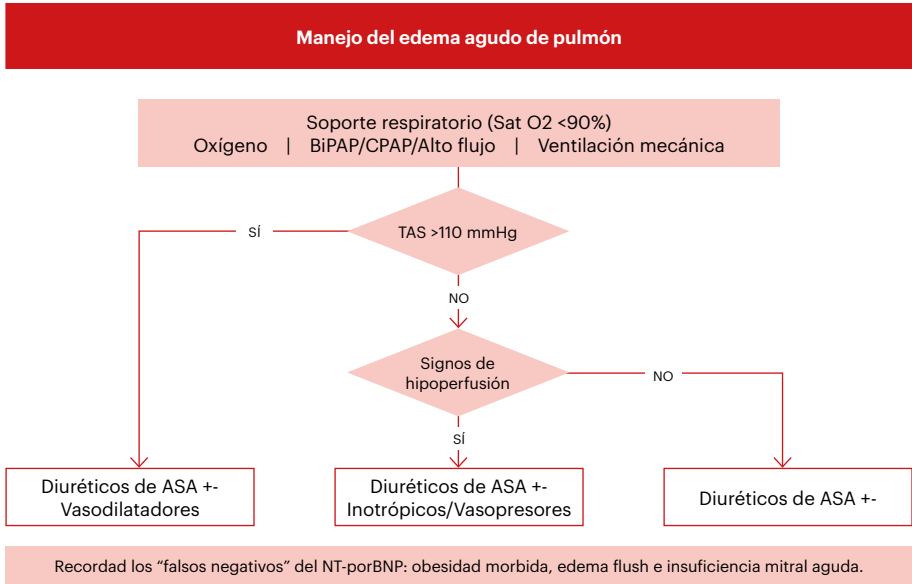 Manejo del edema agudo de pulmón
Soporte respiratorio (Sat O2 <90%)
Oxígeno | BiPAP/CPAP/Alto flujo | Ventilación mecánica
TAS >110 mmHg
SÍ
NO
Signos de
hipoperfusión
NO
SÍ
Diuréticos de ASA +-
Vasodilatadores
Diuréticos de ASA +-
Inotrópicos/Vasopresores
Diuréticos de ASA +-
Recordad los “falsos negativos” del NT-porBNP: obesidad morbida, edema flush e insuficiencia mitral aguda.